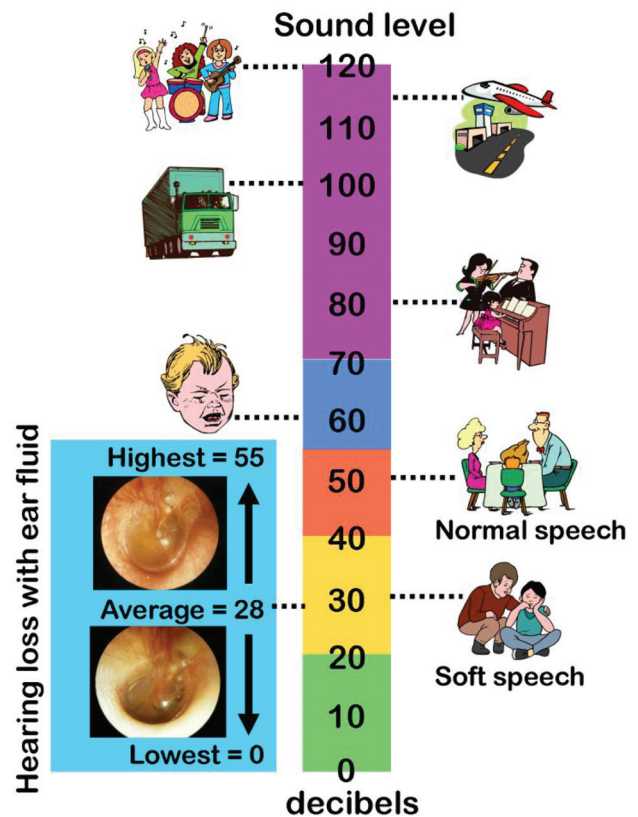 Sound level
120
110
100
90
80
70
60
50
40
30
20
10
0
decibels
Hearing loss with ear fluid
Highest = 55
Average = 28
Lowest = 0
Normal speech
Soft speech